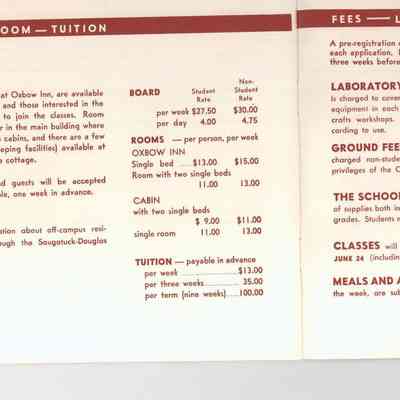 OOM — TUITION
at Oxbow Inn, are available
and those interested in the
to join the classes. Room
r in the main building where
cabins, and there are a few
eping facilities) available at
cottage.
d guests will be accepted
ble, one week in advance.
ation about off-campus resi-
ough the Saugatuck-Douglas
BOARD Student Rate Non-Student Rate
per week $27.50 $30.00
per day 4.00 4.75
ROOMS — per person, per week
OXBOW INN
Single bed $13.00 $15.00
Room with two single beds
11.00 13.00
CABIN
with two single beds
$ 9.00 $11.00
single room 11.00 13.00
TUITION — payable in advance
per week $13.00
per three weeks 35.00
per term (nine weeks) 100.00
FEES — L
A pre-registration
each application.
three weeks before
LABORATORY
is charged to cover
equipment in each
crafts workshops.
cording to use.
GROUND FEE
charged non-stude
privileges of the C
THE SCHOO
of supplies both in
grades. Students
CLASSES will
JUNE 24 (includin
MEALS AND A
the week, are sub